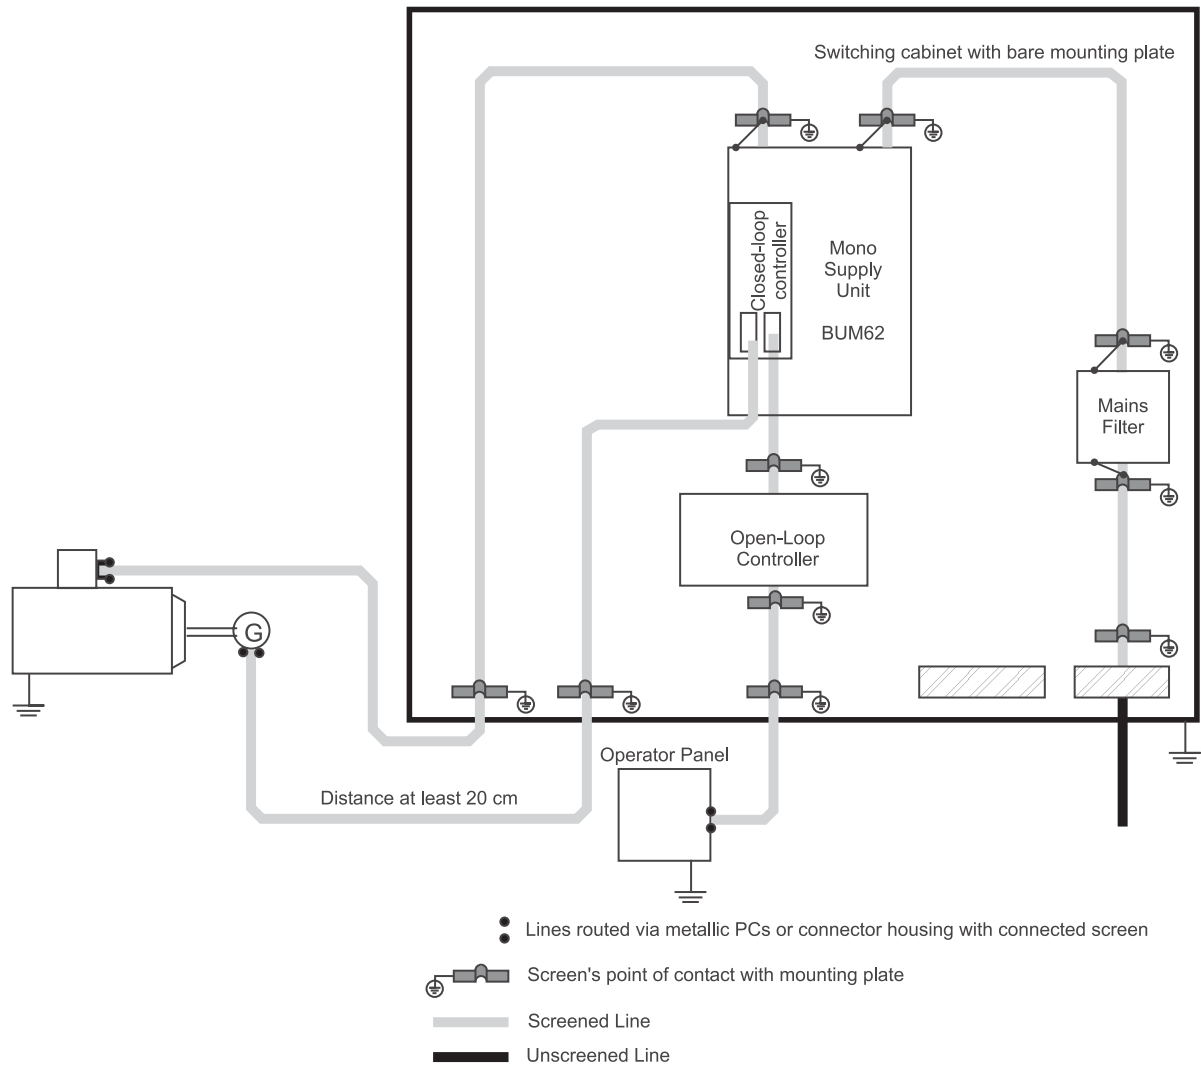 Switching cabinet with bare mounting plate
Closed-loop
controller
Mono
Supply
Unit
BUM62
Mains
Filter
Open-Loop
Controller
G
Operator Panel
Distance at least 20 cm
Lines routed via metallic PCs or connector housing with connected screen
Screen's point of contact with mounting plate
Screened Line
Unscreened Line